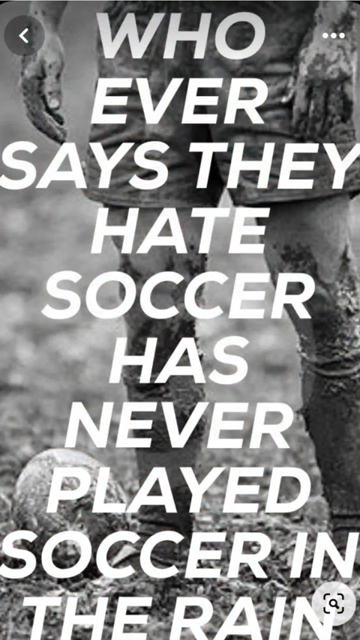 WHO
EVER
SAYS THEY
HATE
SOCCER
HAS
NEVER
PLAYED
SOCCER IN
THE RAIN